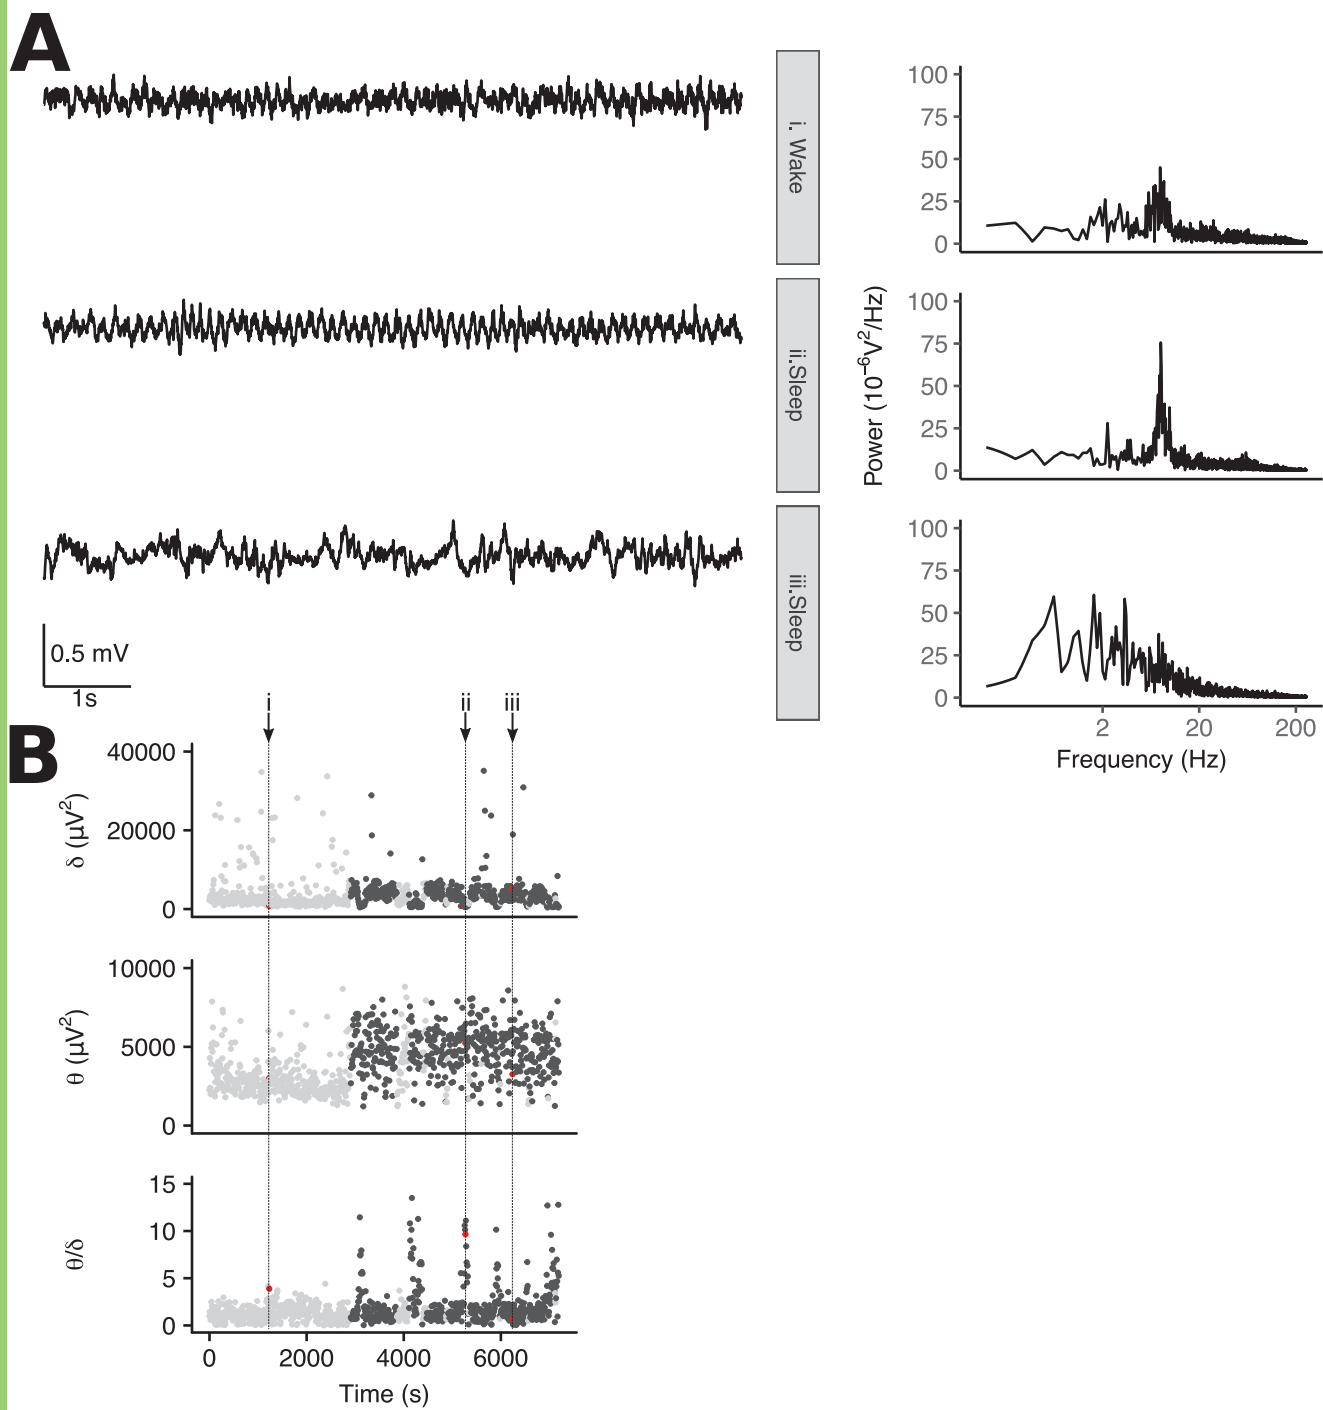 A
i. Wake
100
75
50
25
0
ii.Sleep
Power (10⁻⁶V²/Hz)
100
75
50
25
0
iii.Sleep
100
75
50
25
0
2 20 200
Frequency (Hz)
0.5 mV
1s
i ii iii
B
δ (µV²)
40000
20000
0
θ (µV²)
10000
5000
0
θ/δ
15
10
5
0
0 2000 4000 6000
Time (s)